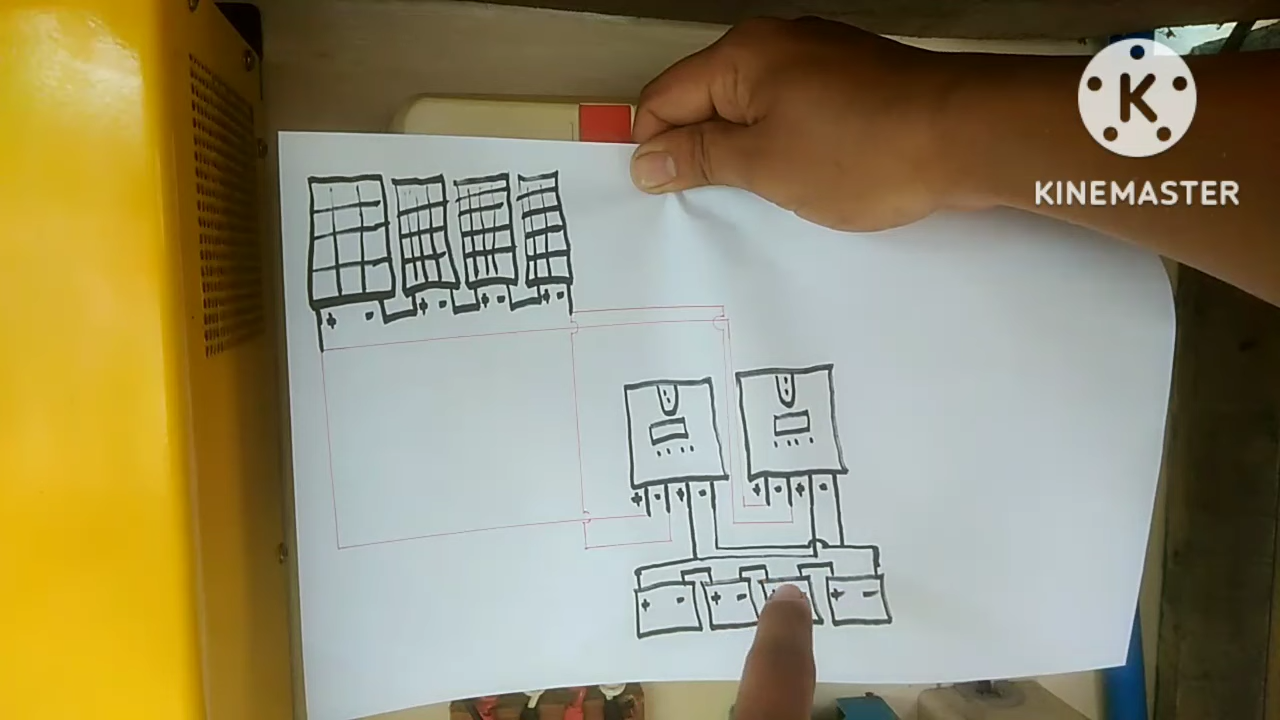 K
KINEMASTER
+ - + - + - + -
+ - + - + - + -
+ - + - + -